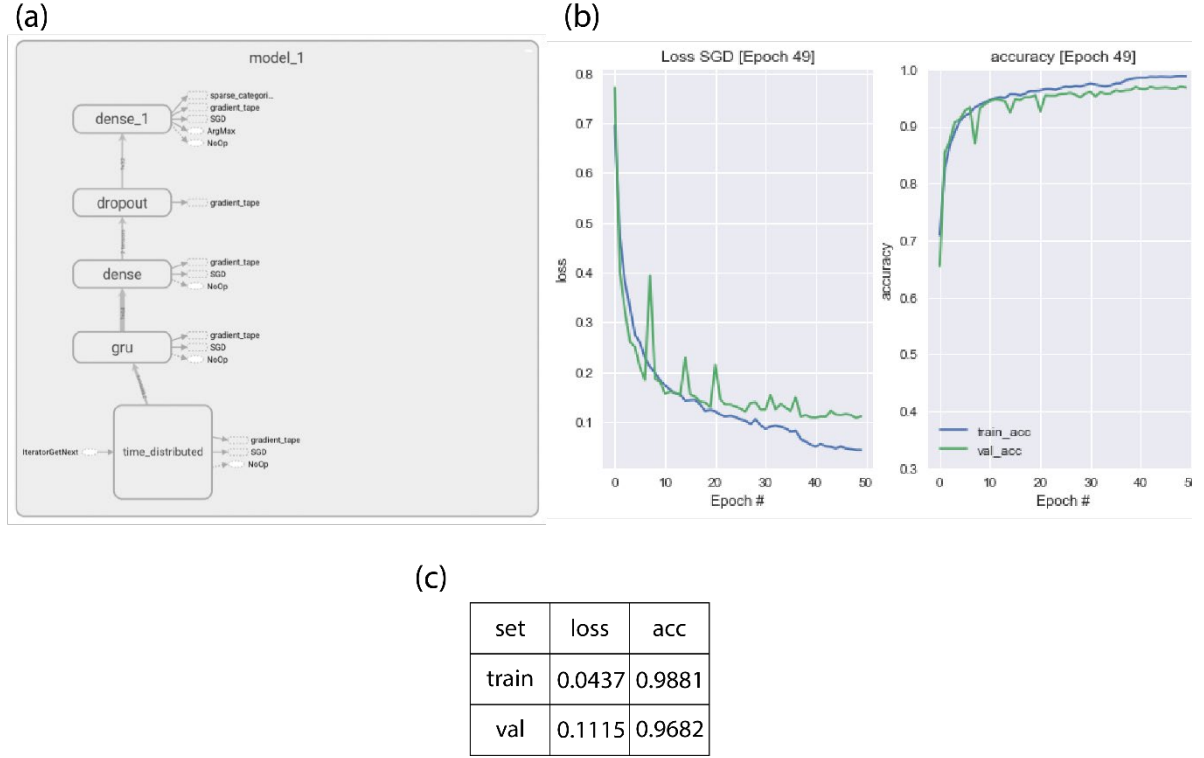 (a)
model_1
dense_1
sparse_categori..
gradient_tape
SGD
ArgMax
NoOp
dropout
gradient_tape
dense
gradient_tape
SGD
NoOp
gru
gradient_tape
SGD
NoOp
IteratorGetNext
time_distributed
gradient_tape
SGD
NoOp
(b)
Loss SGD [Epoch 49]
0.8
0.7
0.6
0.5
0.4
0.3
0.2
0.1
loss
0 10 20 30 40 50
Epoch #
accuracy [Epoch 49]
1.0
0.9
0.8
0.7
0.6
0.5
0.4
0.3
accuracy
train_acc
val_acc
0 10 20 30 40 50
Epoch #
(c)
set loss acc
train 0.0437 0.9881
val 0.1115 0.9682